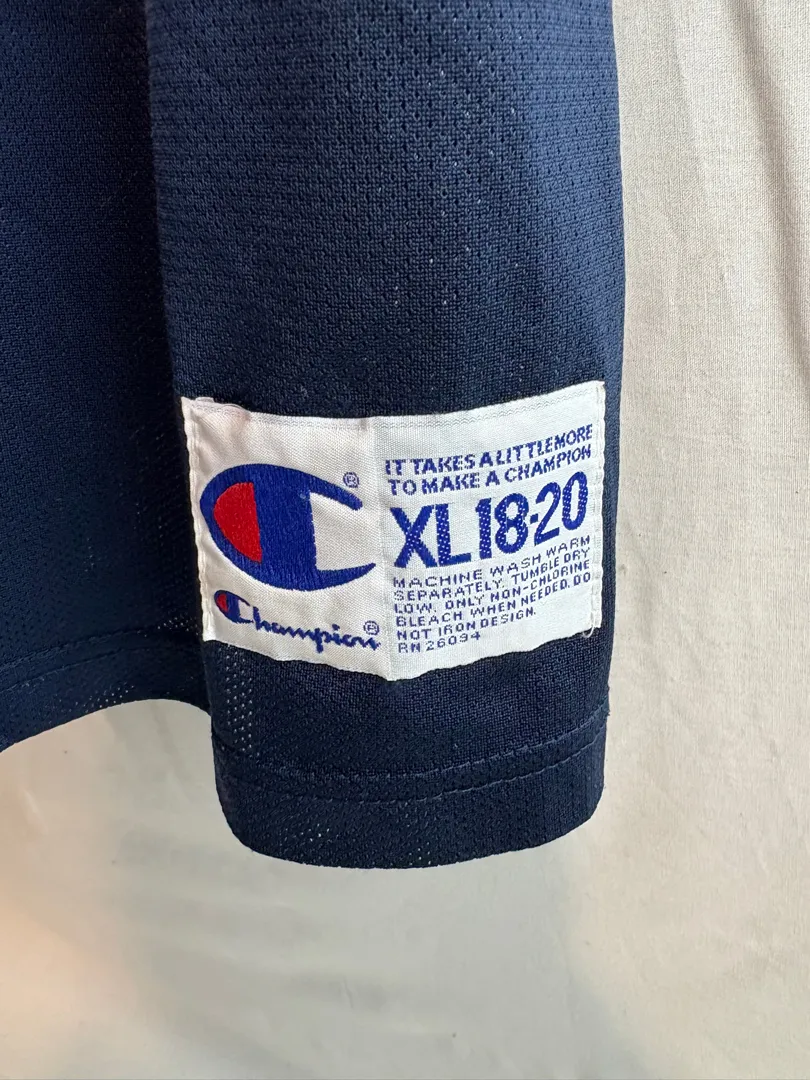 IT TAKES A LITTLE MORE
TO MAKE A CHAMPION
XL 18-20
MACHINE WASH WARM
SEPARATELY. TUMBLE DRY
LOW. ONLY NON-CHLORINE
BLEACH WHEN NEEDED. DO
NOT IRON DESIGN.
RN 26094
®
Champion®